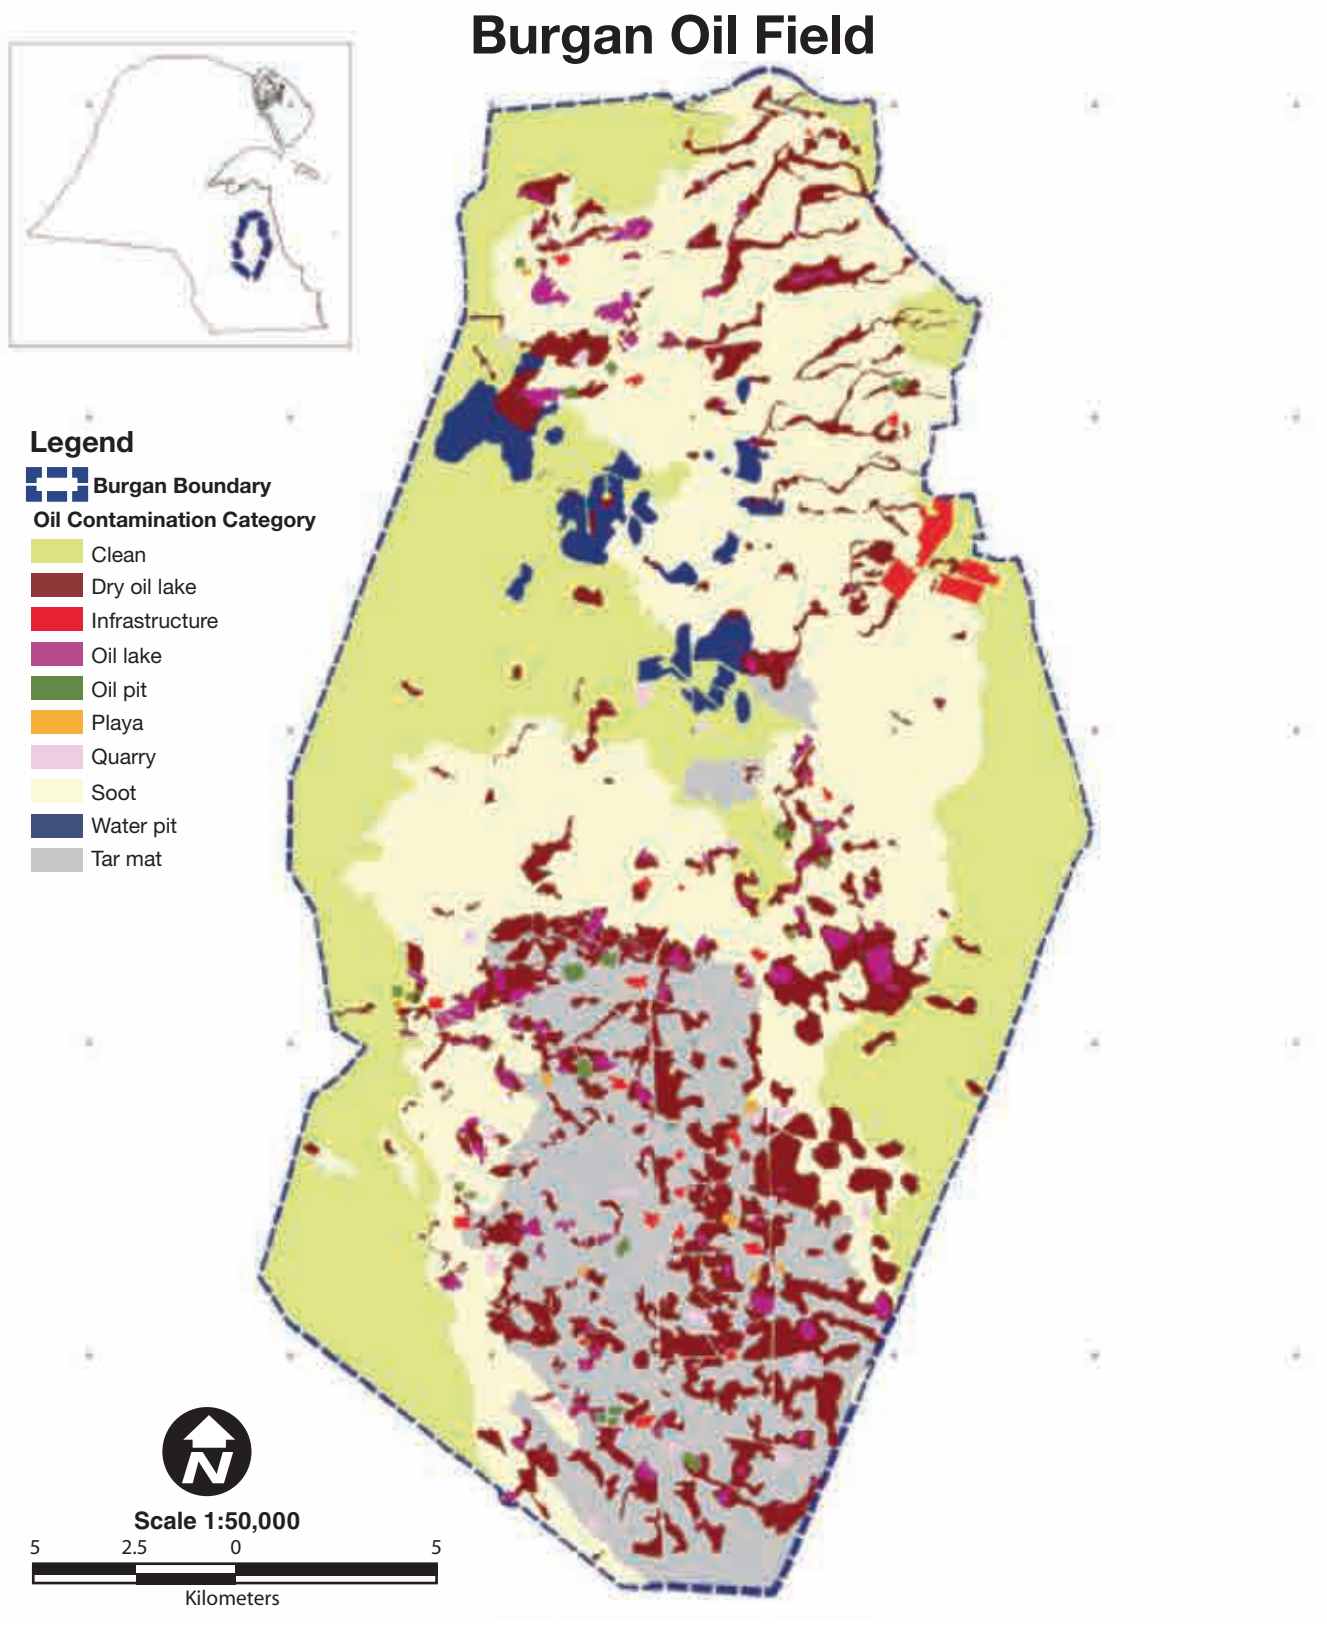 Burgan Oil Field
Legend
Burgan Boundary
Oil Contamination Category
Clean
Dry oil lake
Infrastructure
Oil lake
Oil pit
Playa
Quarry
Soot
Water pit
Tar mat
N
Scale 1:50,000
5 2.5 0 5
Kilometers